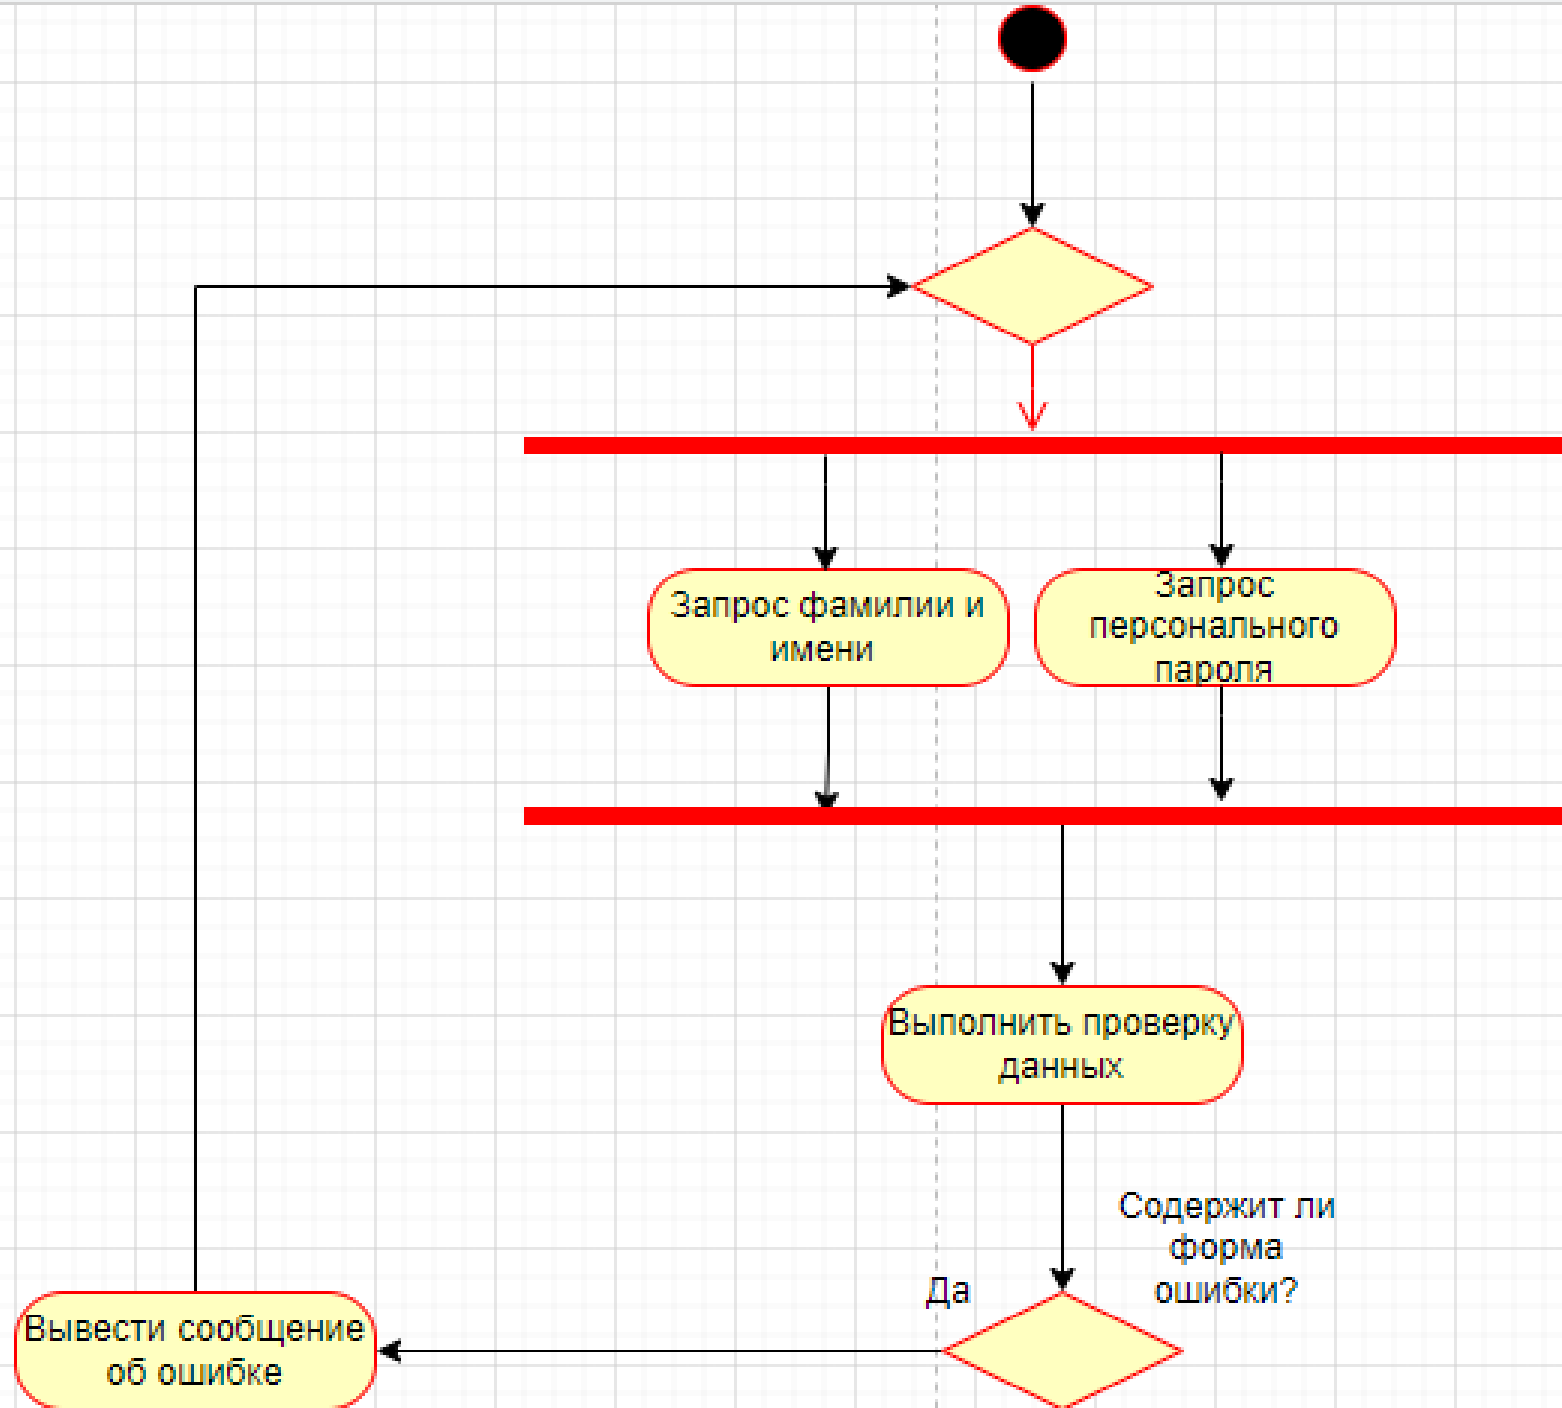 Запрос фамилии и
имени
Запрос
персонального
пароля
Выполнить проверку
данных
Содержит ли
форма
ошибки?
Да
Вывести сообщение
об ошибке